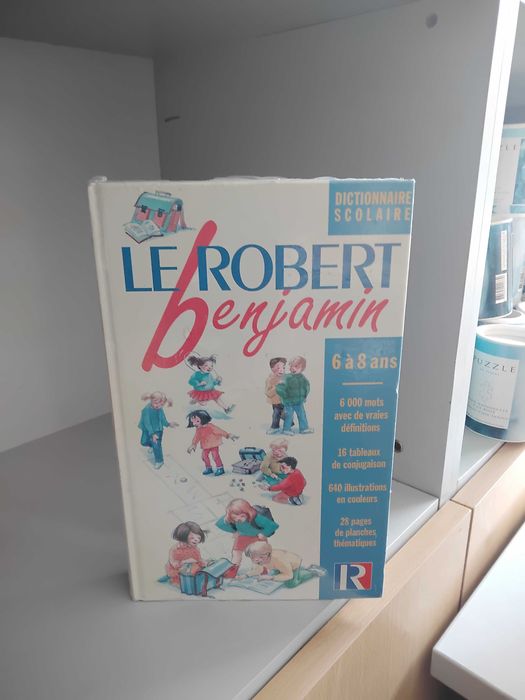 DICTIONNAIRE
SCOLAIRE
LE ROBERT
benjamin
6 à 8 ans
6 000 mots
avec de vraies
définitions
16 tableaux
de conjugaison
640 illustrations
en couleurs
28 pages
de planches
thématiques
R
PUZZLE